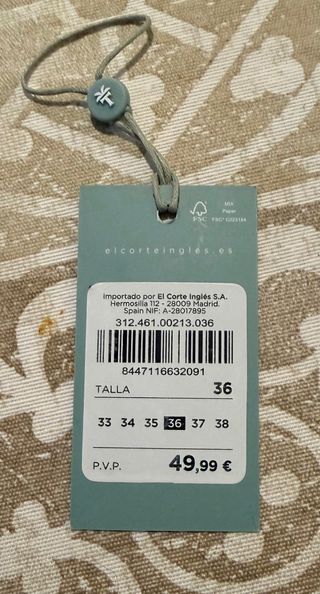 FSC
MIX
Paper
elcorteingles.es
Importado por El Corte Inglés S.A.
Hermosilla 112 - 28009 Madrid.
Spain NIF: A-28017895
312.461.00213.036
8447116632091
TALLA 36
33 34 35 36 37 38
P.V.P. 49,99 €